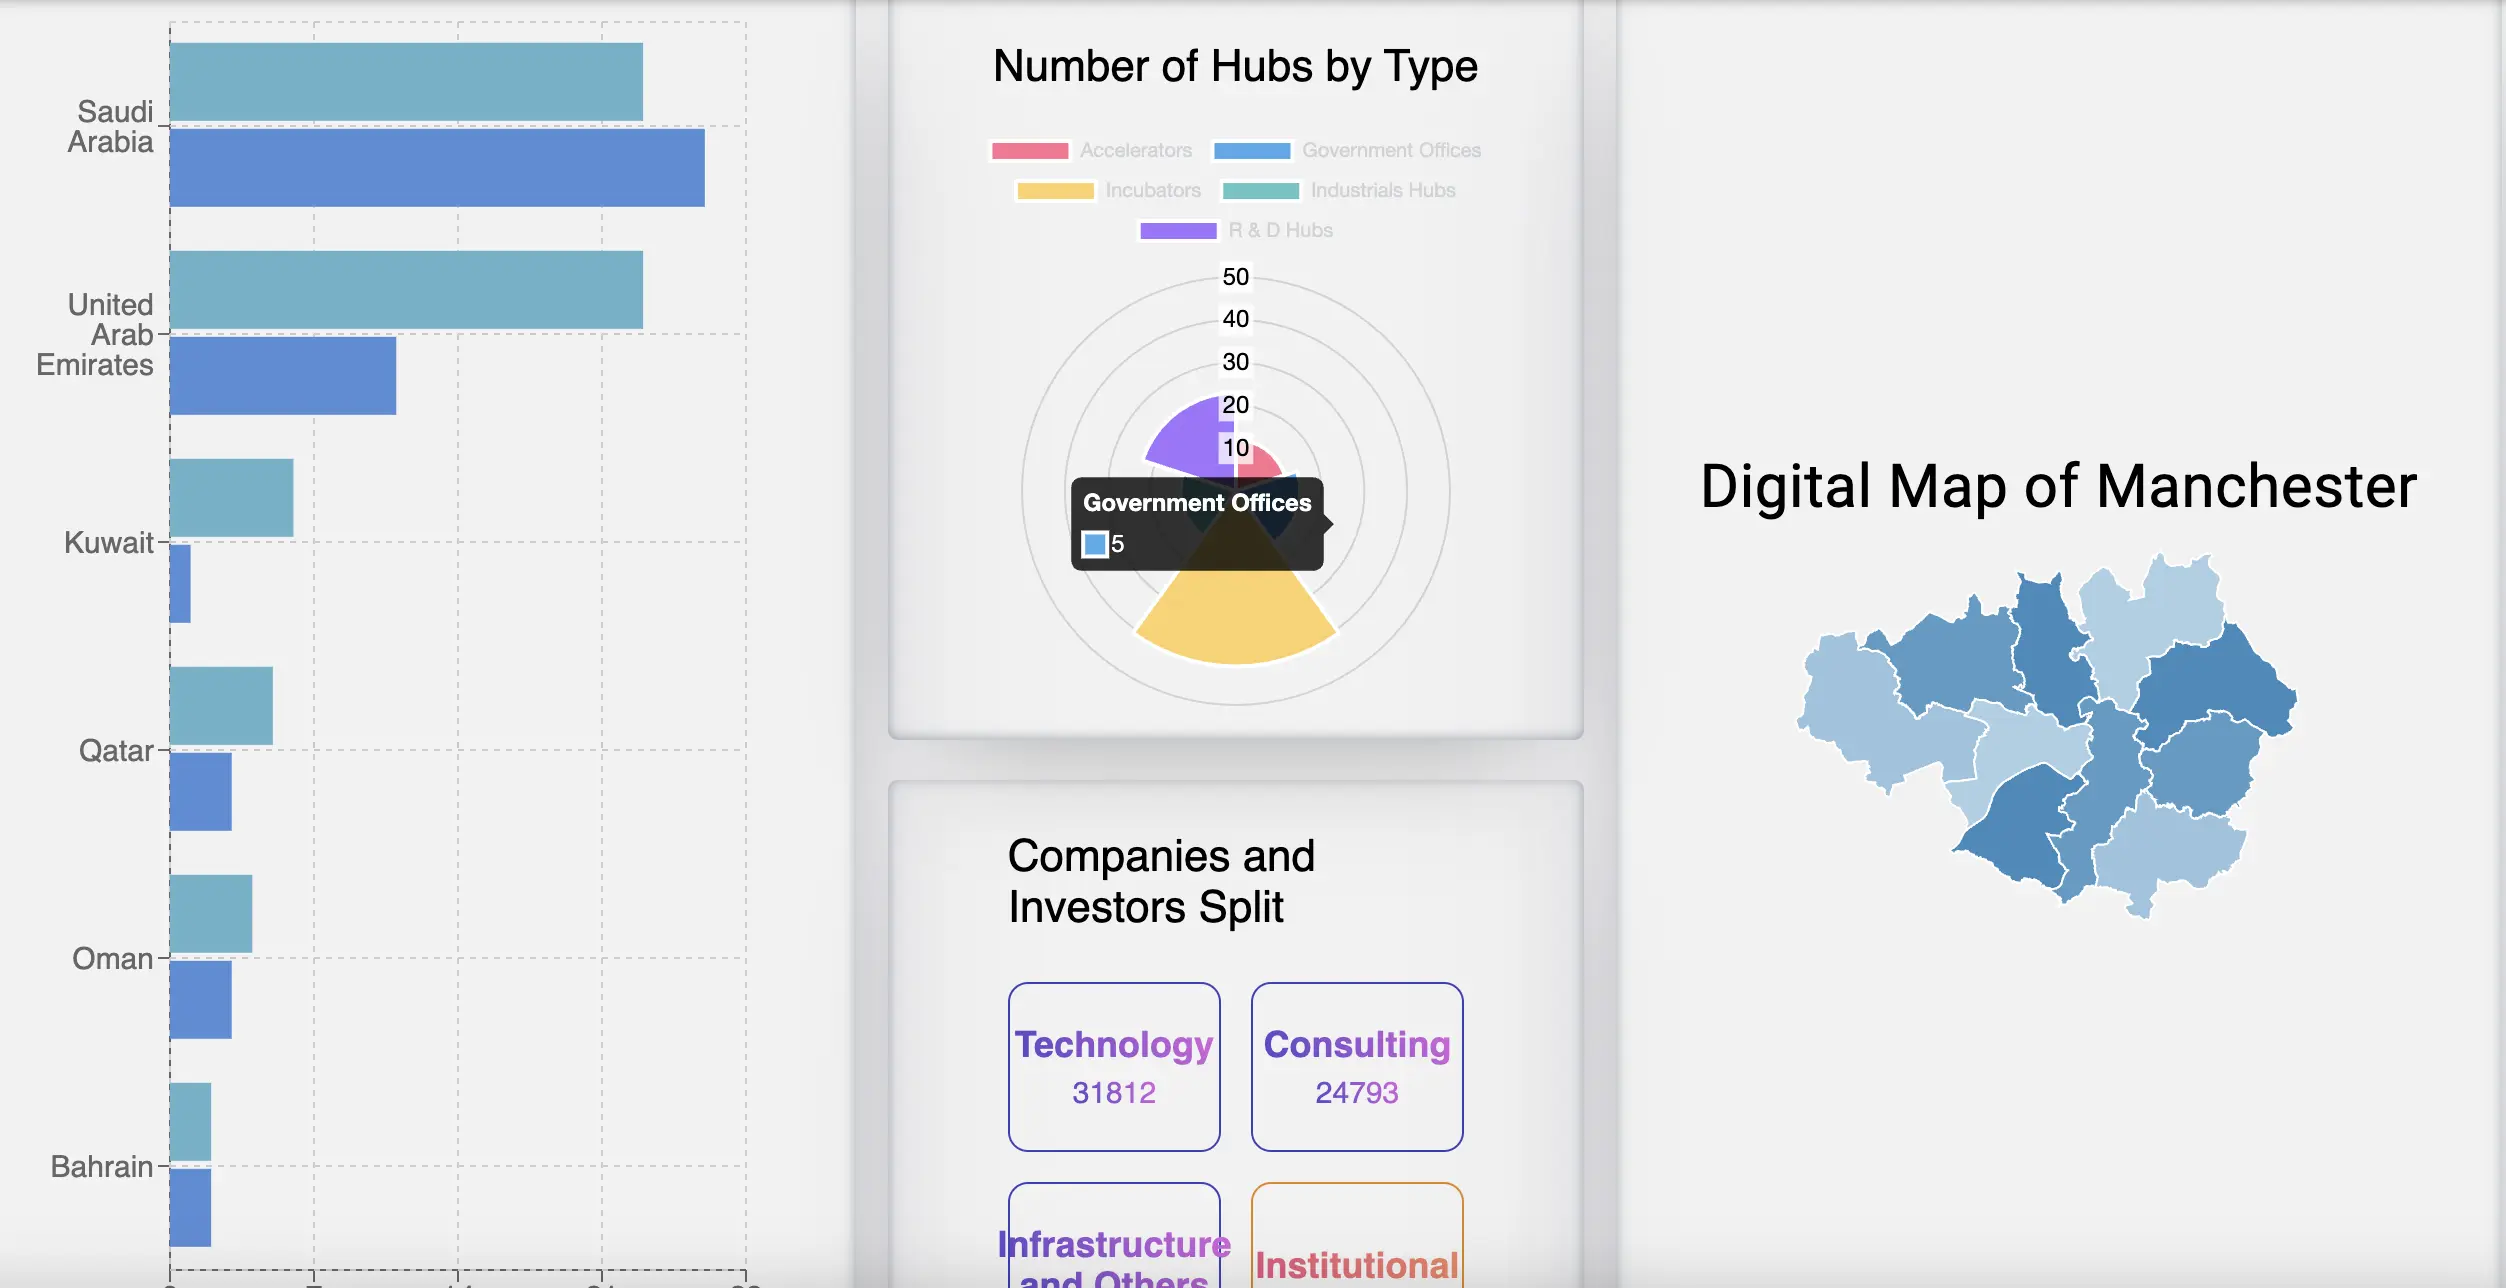 Saudi
Arabia
United
Arab
Emirates
Kuwait
Qatar
Oman
Bahrain
Number of Hubs by Type
Accelerators
Government Offices
Incubators
Industrials Hubs
R & D Hubs
50
40
30
20
10
Government Offices
5
Companies and
Investors Split
Technology
31812
Consulting
24793
Infrastructure
and Others
Institutional
Digital Map of Manchester